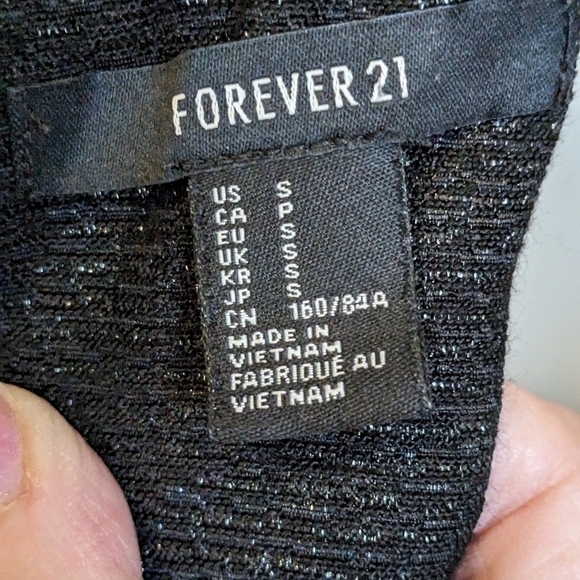 FOREVER 21
US S
CA P
EU S
UK S
KR S
JP S
CN 160/84A
MADE IN
VIETNAM
FABRIQUÉ AU
VIETNAM